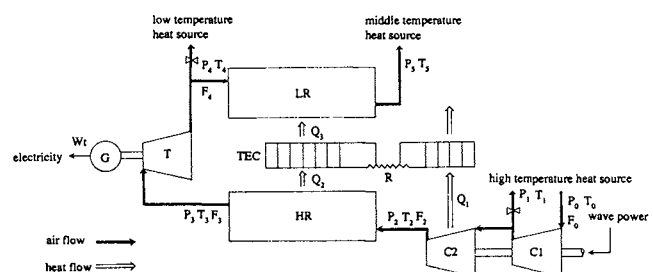 low temperature
heat source
middle temperature
heat source
P4 T4
F4
P5 T5
LR
Wt
electricity
G
T
TEC
Q3
R
Q2
Q1
high temperature heat source
P1 T1
P0 T0
F0
wave power
P3 T3 F3
HR
P2 T2 F2
C2
C1
air flow
heat flow